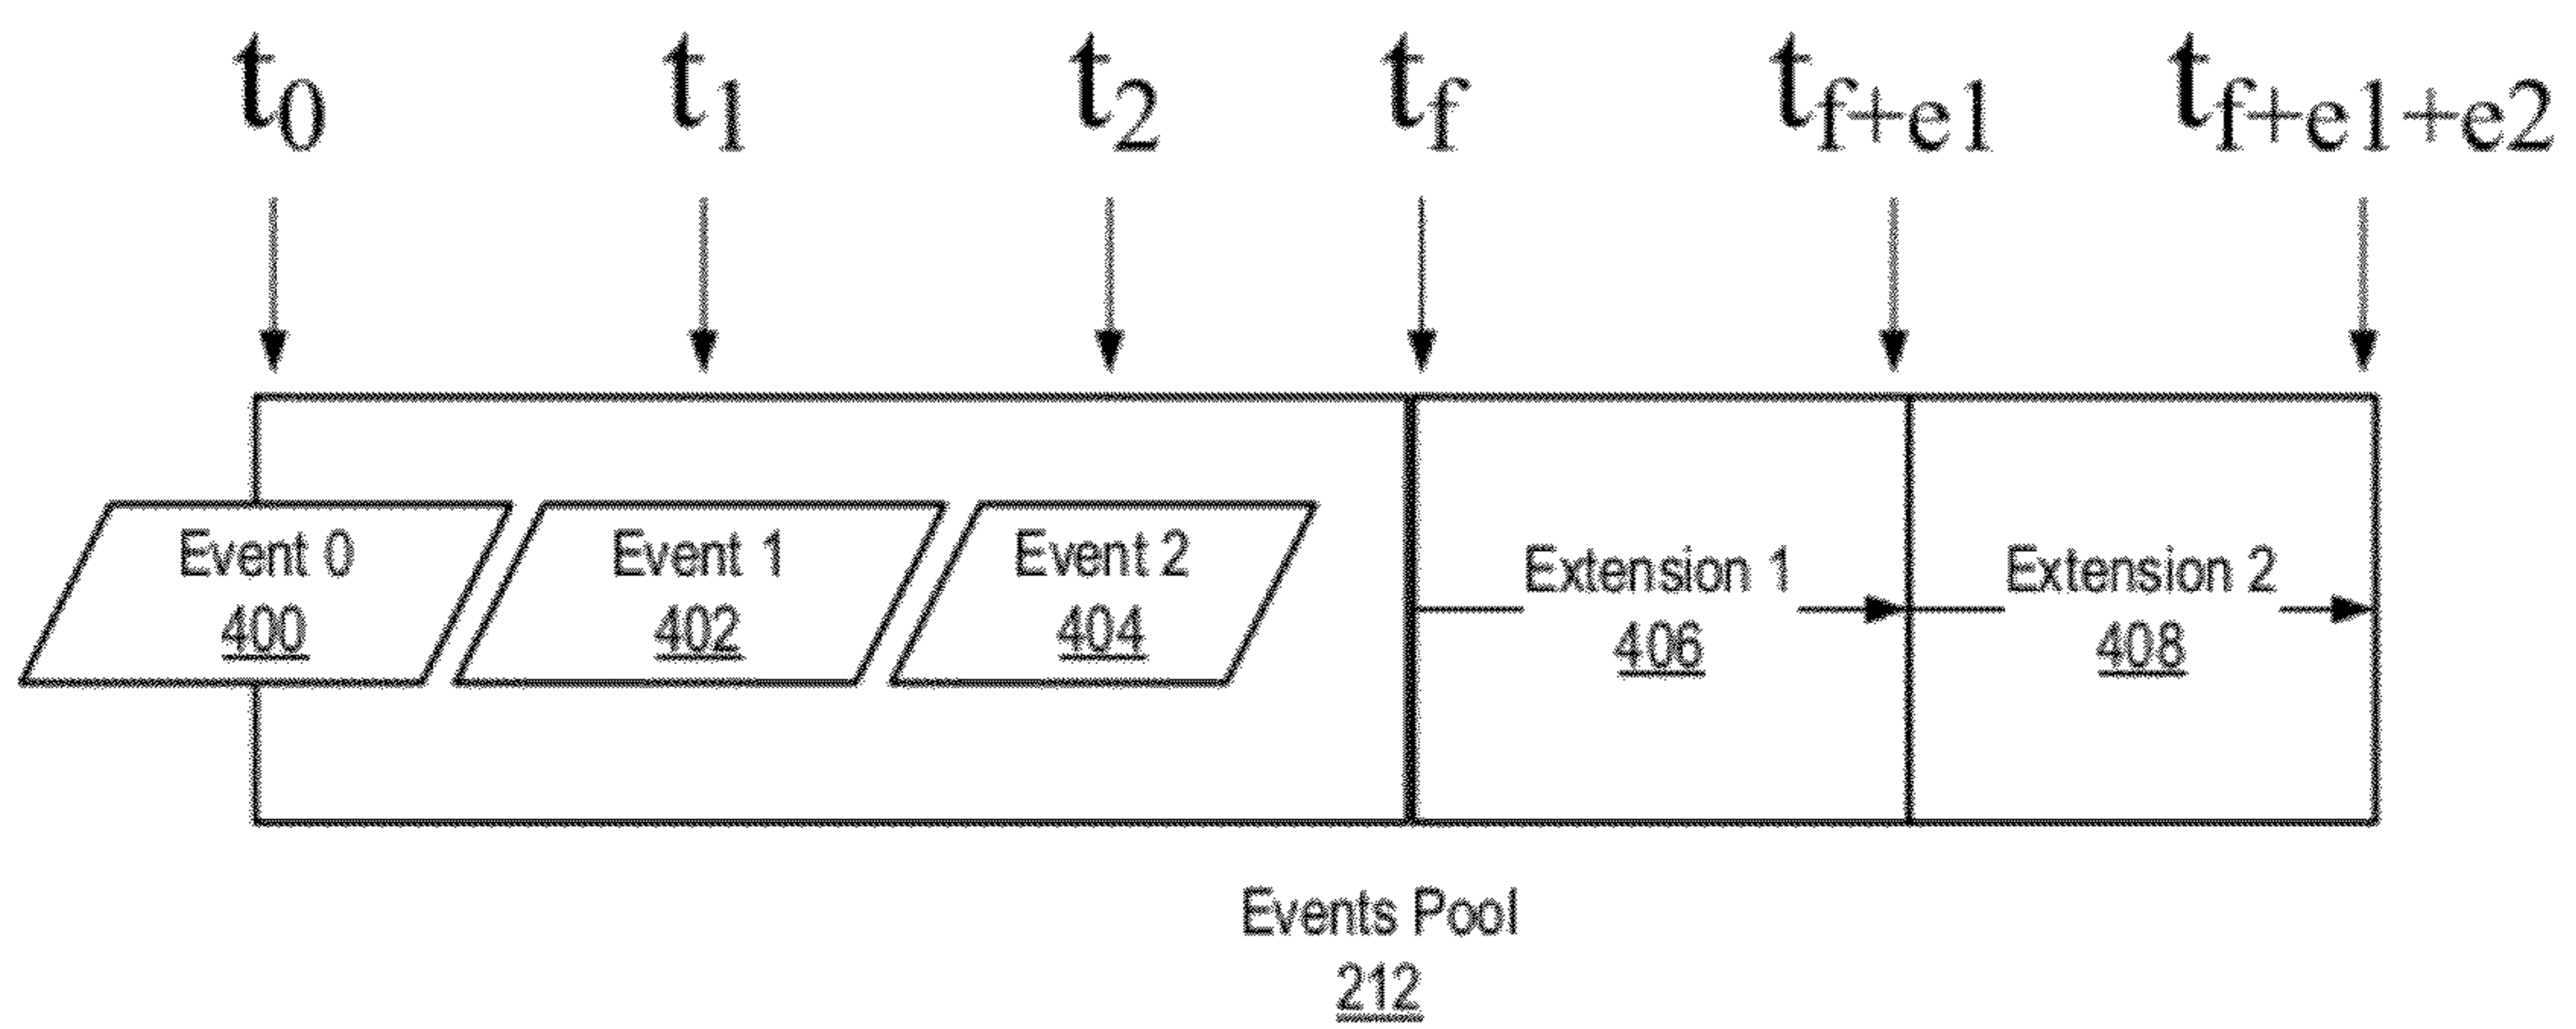 t0 t1 t2 tf tf+e1 tf+e1+e2
Event 0
400
Event 1
402
Event 2
404
Extension 1
406
Extension 2
408
Events Pool
212